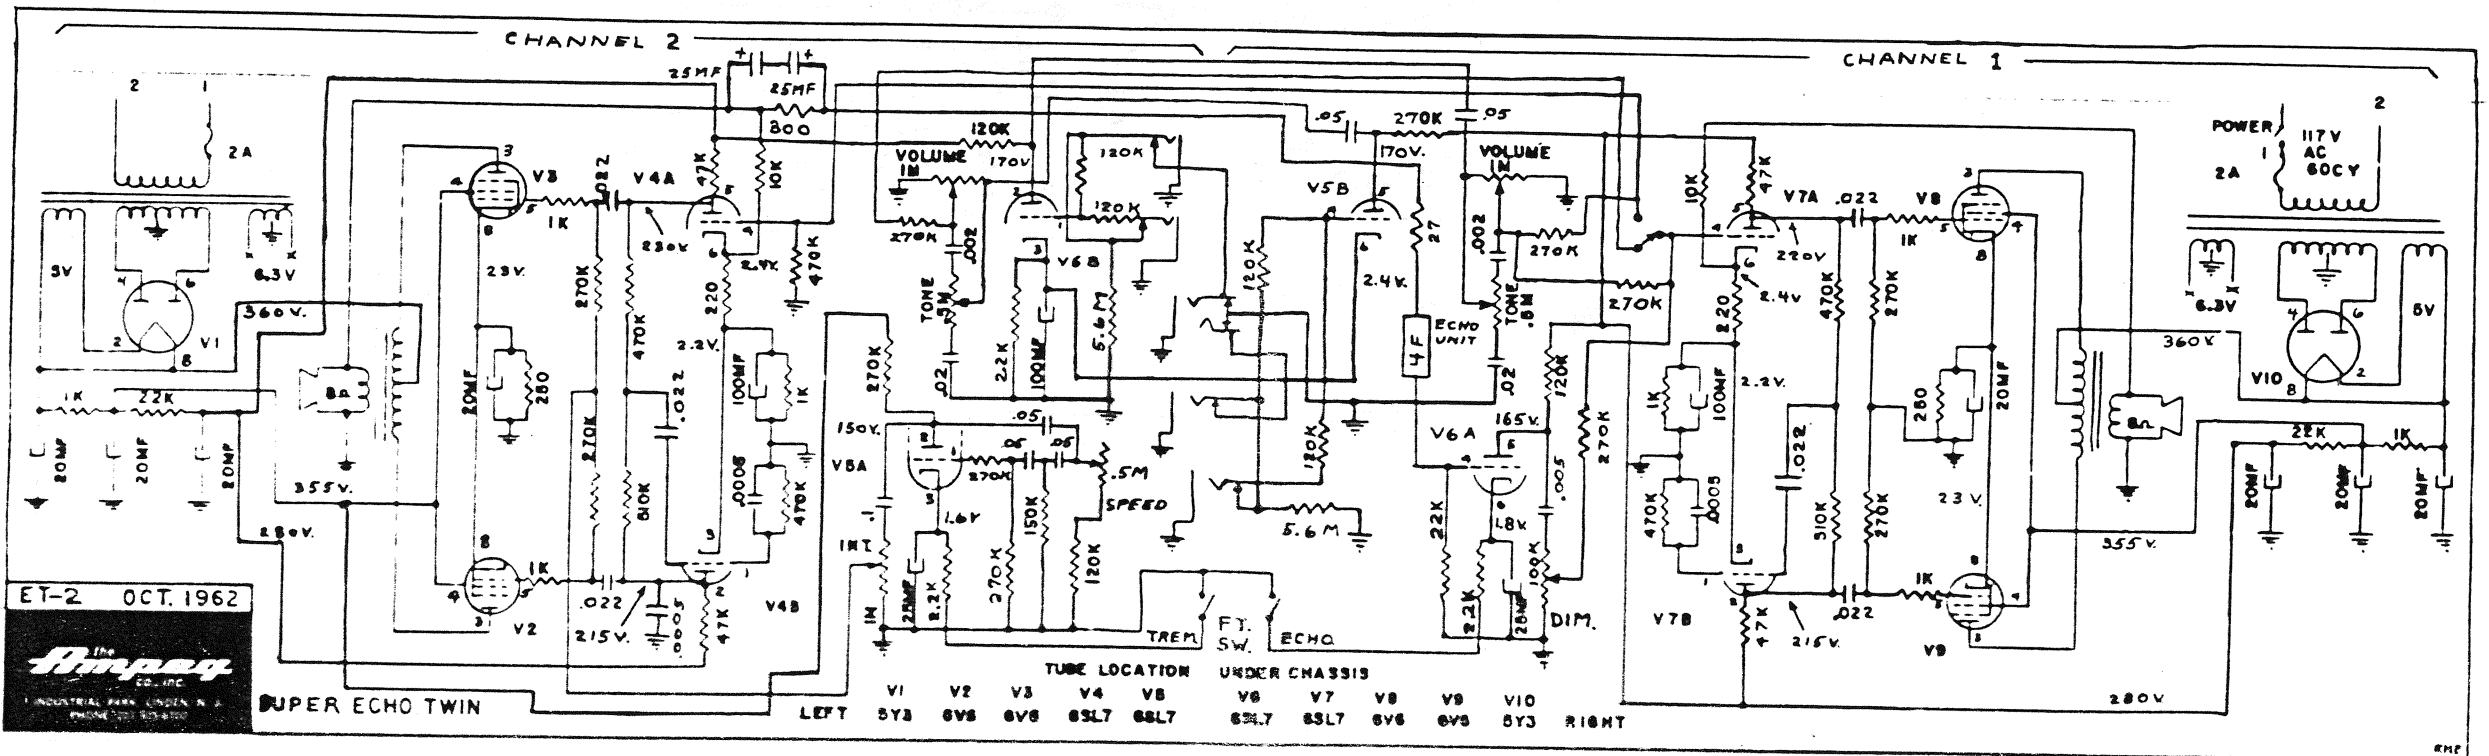 CHANNEL 2
CHANNEL 1
2 1
2A
5V
6.3V
V1
360V.
1K
22K
20MF
20MF
20MF
8Ω
355V.
280V.
V3
V2
1K
.022
V4A
230V
270K
470K
23V.
20MF
250
270K
510K
1K
.022
215V.
47K
V4B
.022
2.2V.
220
100MF
1K
470K
47K
10K
2.4V.
470K
25MF
25MF
300
120K
170V
VOLUME
1M
270K
.002
TONE
.5M
.02
V6B
2.2K
100MF
5.6M
120K
120K
270K
150V.
V5A
.1
INT.
1M
25MF
1.6V
2.2K
270K
270K
.05
.05
.05
150K
120K
.5M
SPEED
TREM.
FT.
SW.
ECHO
.05
270K
170V.
V5B
120K
2.4V.
27
4F
ECHO
UNIT
120K
5.6M
.05
VOLUME
1M
.002
TONE
.5M
.02
270K
270K
V6A
165V.
120K
270K
.005
22K
2.2K
25MF
100K
DIM.
10K
47K
V7A
220V
2.4V
220
2.2V.
1K
100MF
470K
.0005
V7B
47K
215V.
.022
470K
270K
1K
V8
.022
510K
270K
.022
1K
V9
250
20MF
23V.
355V.
8Ω
280V.
360V.
V10
22K
1K
20MF
20MF
20MF
6.3V
5V
POWER
117V
AC
60CY
2A
1
2
ET-2 OCT. 1962
the
Ampeg
CO., INC.
SUPER ECHO TWIN
TUBE LOCATION UNDER CHASSIS
V1 V2 V3 V4 V5 V6 V7 V8 V9 V10
LEFT 5Y3 6V6 6V6 6SL7 6SL7 6SL7 6SL7 6V6 6V6 5Y3 RIGHT